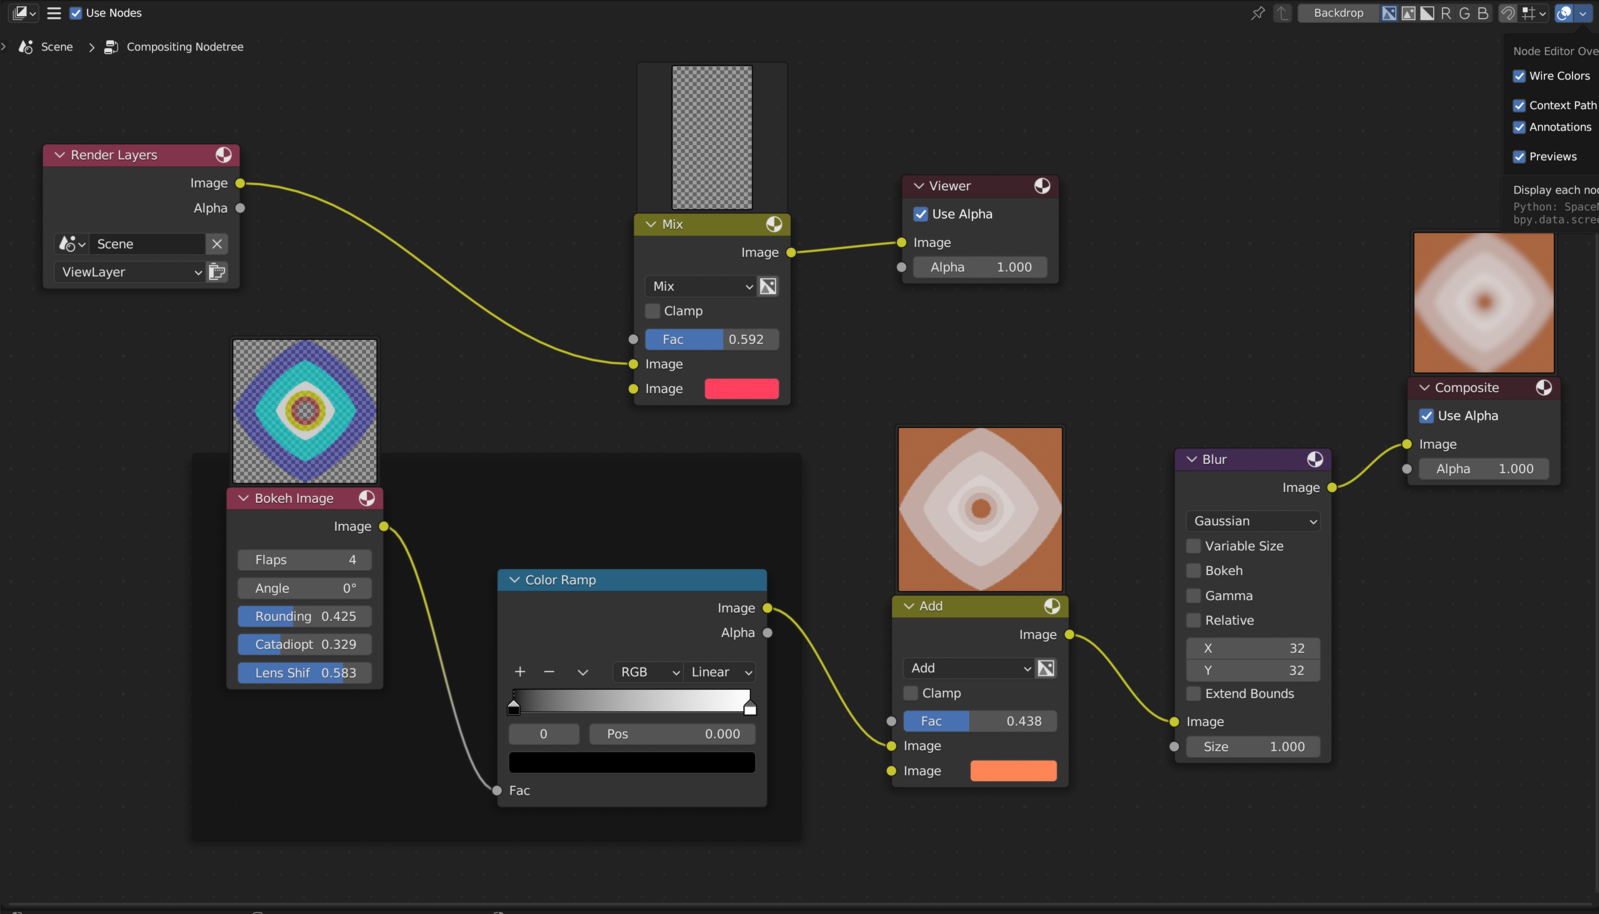 Use Nodes
Backdrop
R G B
Scene
Compositing Nodetree
Node Editor Ove
Wire Colors
Context Path
Annotations
Previews
Display each nod
Python: Space
bpy.data.scree
Render Layers
Image
Alpha
Scene
ViewLayer
Mix
Image
Mix
Clamp
Fac 0.592
Image
Image
Viewer
Use Alpha
Image
Alpha 1.000
Composite
Use Alpha
Image
Alpha 1.000
Bokeh Image
Image
Flaps 4
Angle 0°
Rounding 0.425
Catadiopt 0.329
Lens Shif 0.583
Color Ramp
Image
Alpha
RGB Linear
0 Pos 0.000
Fac
Add
Image
Add
Clamp
Fac 0.438
Image
Image
Blur
Image
Gaussian
Variable Size
Bokeh
Gamma
Relative
X 32
Y 32
Extend Bounds
Image
Size 1.000